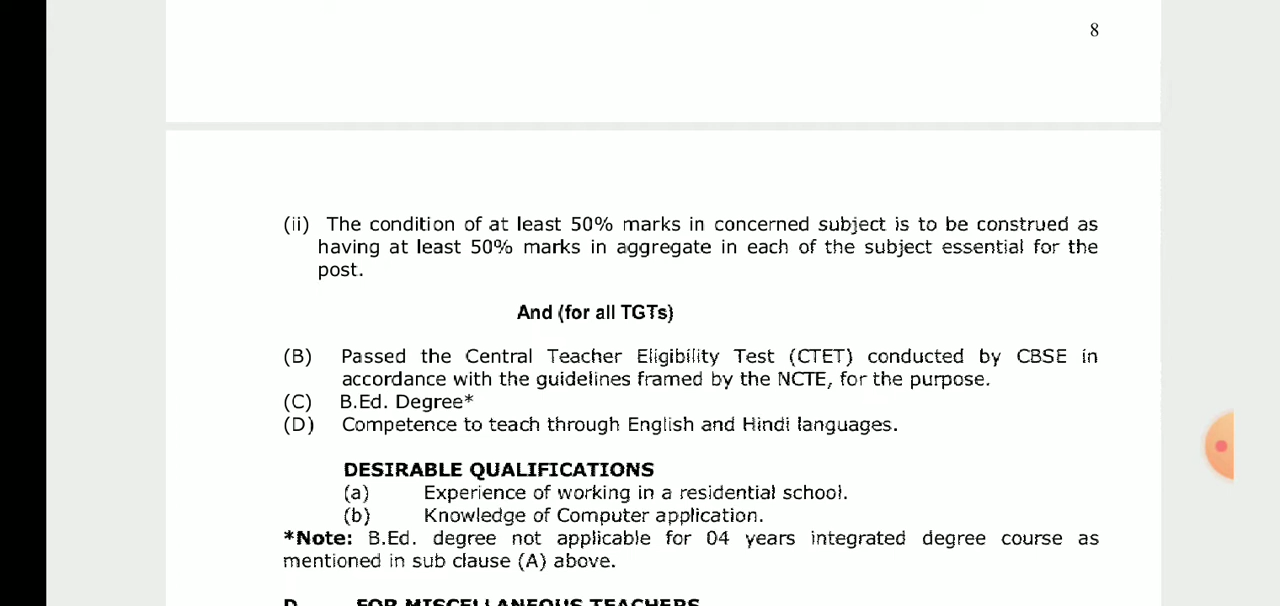 8
(ii) The condition of at least 50% marks in concerned subject is to be construed as
having at least 50% marks in aggregate in each of the subject essential for the
post.
And (for all TGTs)
(B) Passed the Central Teacher Eligibility Test (CTET) conducted by CBSE in
accordance with the guidelines framed by the NCTE, for the purpose.
(C) B.Ed. Degree*
(D) Competence to teach through English and Hindi languages.
DESIRABLE QUALIFICATIONS
(a) Experience of working in a residential school.
(b) Knowledge of Computer application.
*Note: B.Ed. degree not applicable for 04 years integrated degree course as
mentioned in sub clause (A) above.
D. FOR MISCELLANEOUS TEACHERS